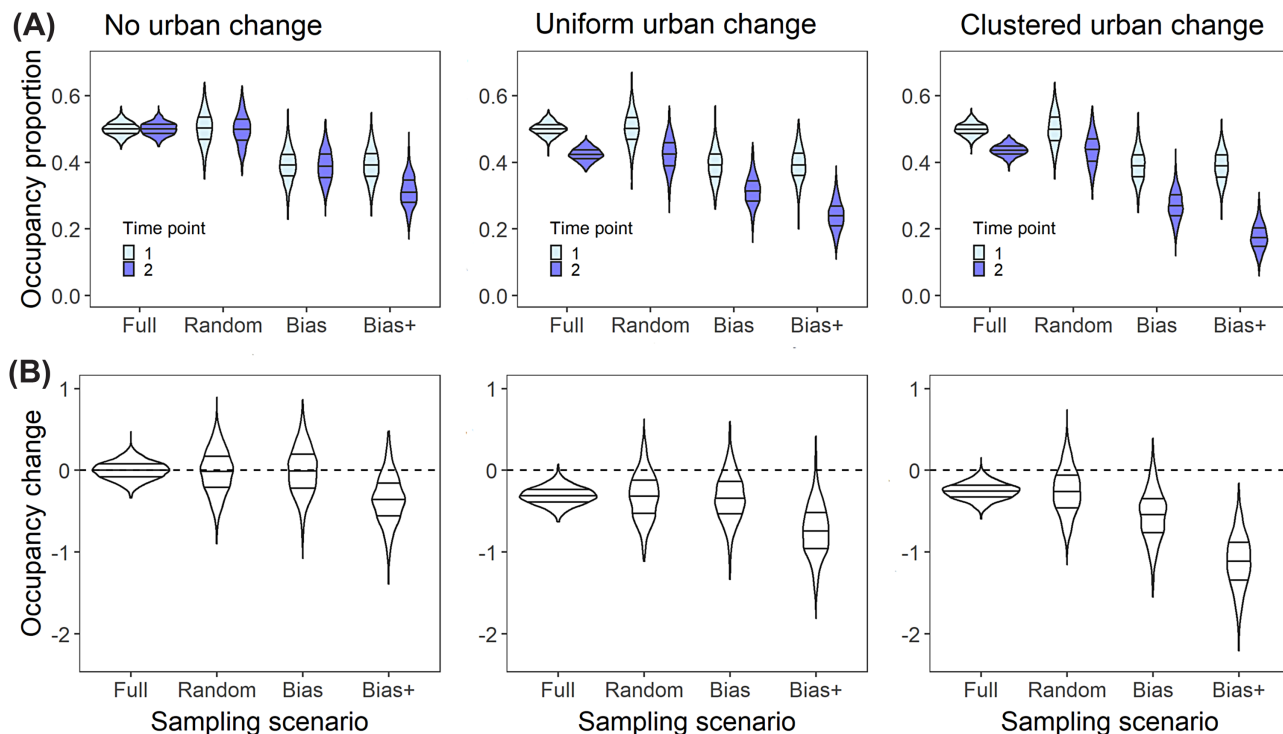 (A)
No urban change
Uniform urban change
Clustered urban change
Occupancy proportion
0.6
0.4
0.2
0.0
Time point
1
2
Full Random Bias Bias+
0.6
0.4
0.2
0.0
Time point
1
2
Full Random Bias Bias+
0.6
0.4
0.2
0.0
Time point
1
2
Full Random Bias Bias+
(B)
Occupancy change
1
0
-1
-2
Full Random Bias Bias+
Sampling scenario
1
0
-1
-2
Full Random Bias Bias+
Sampling scenario
1
0
-1
-2
Full Random Bias Bias+
Sampling scenario